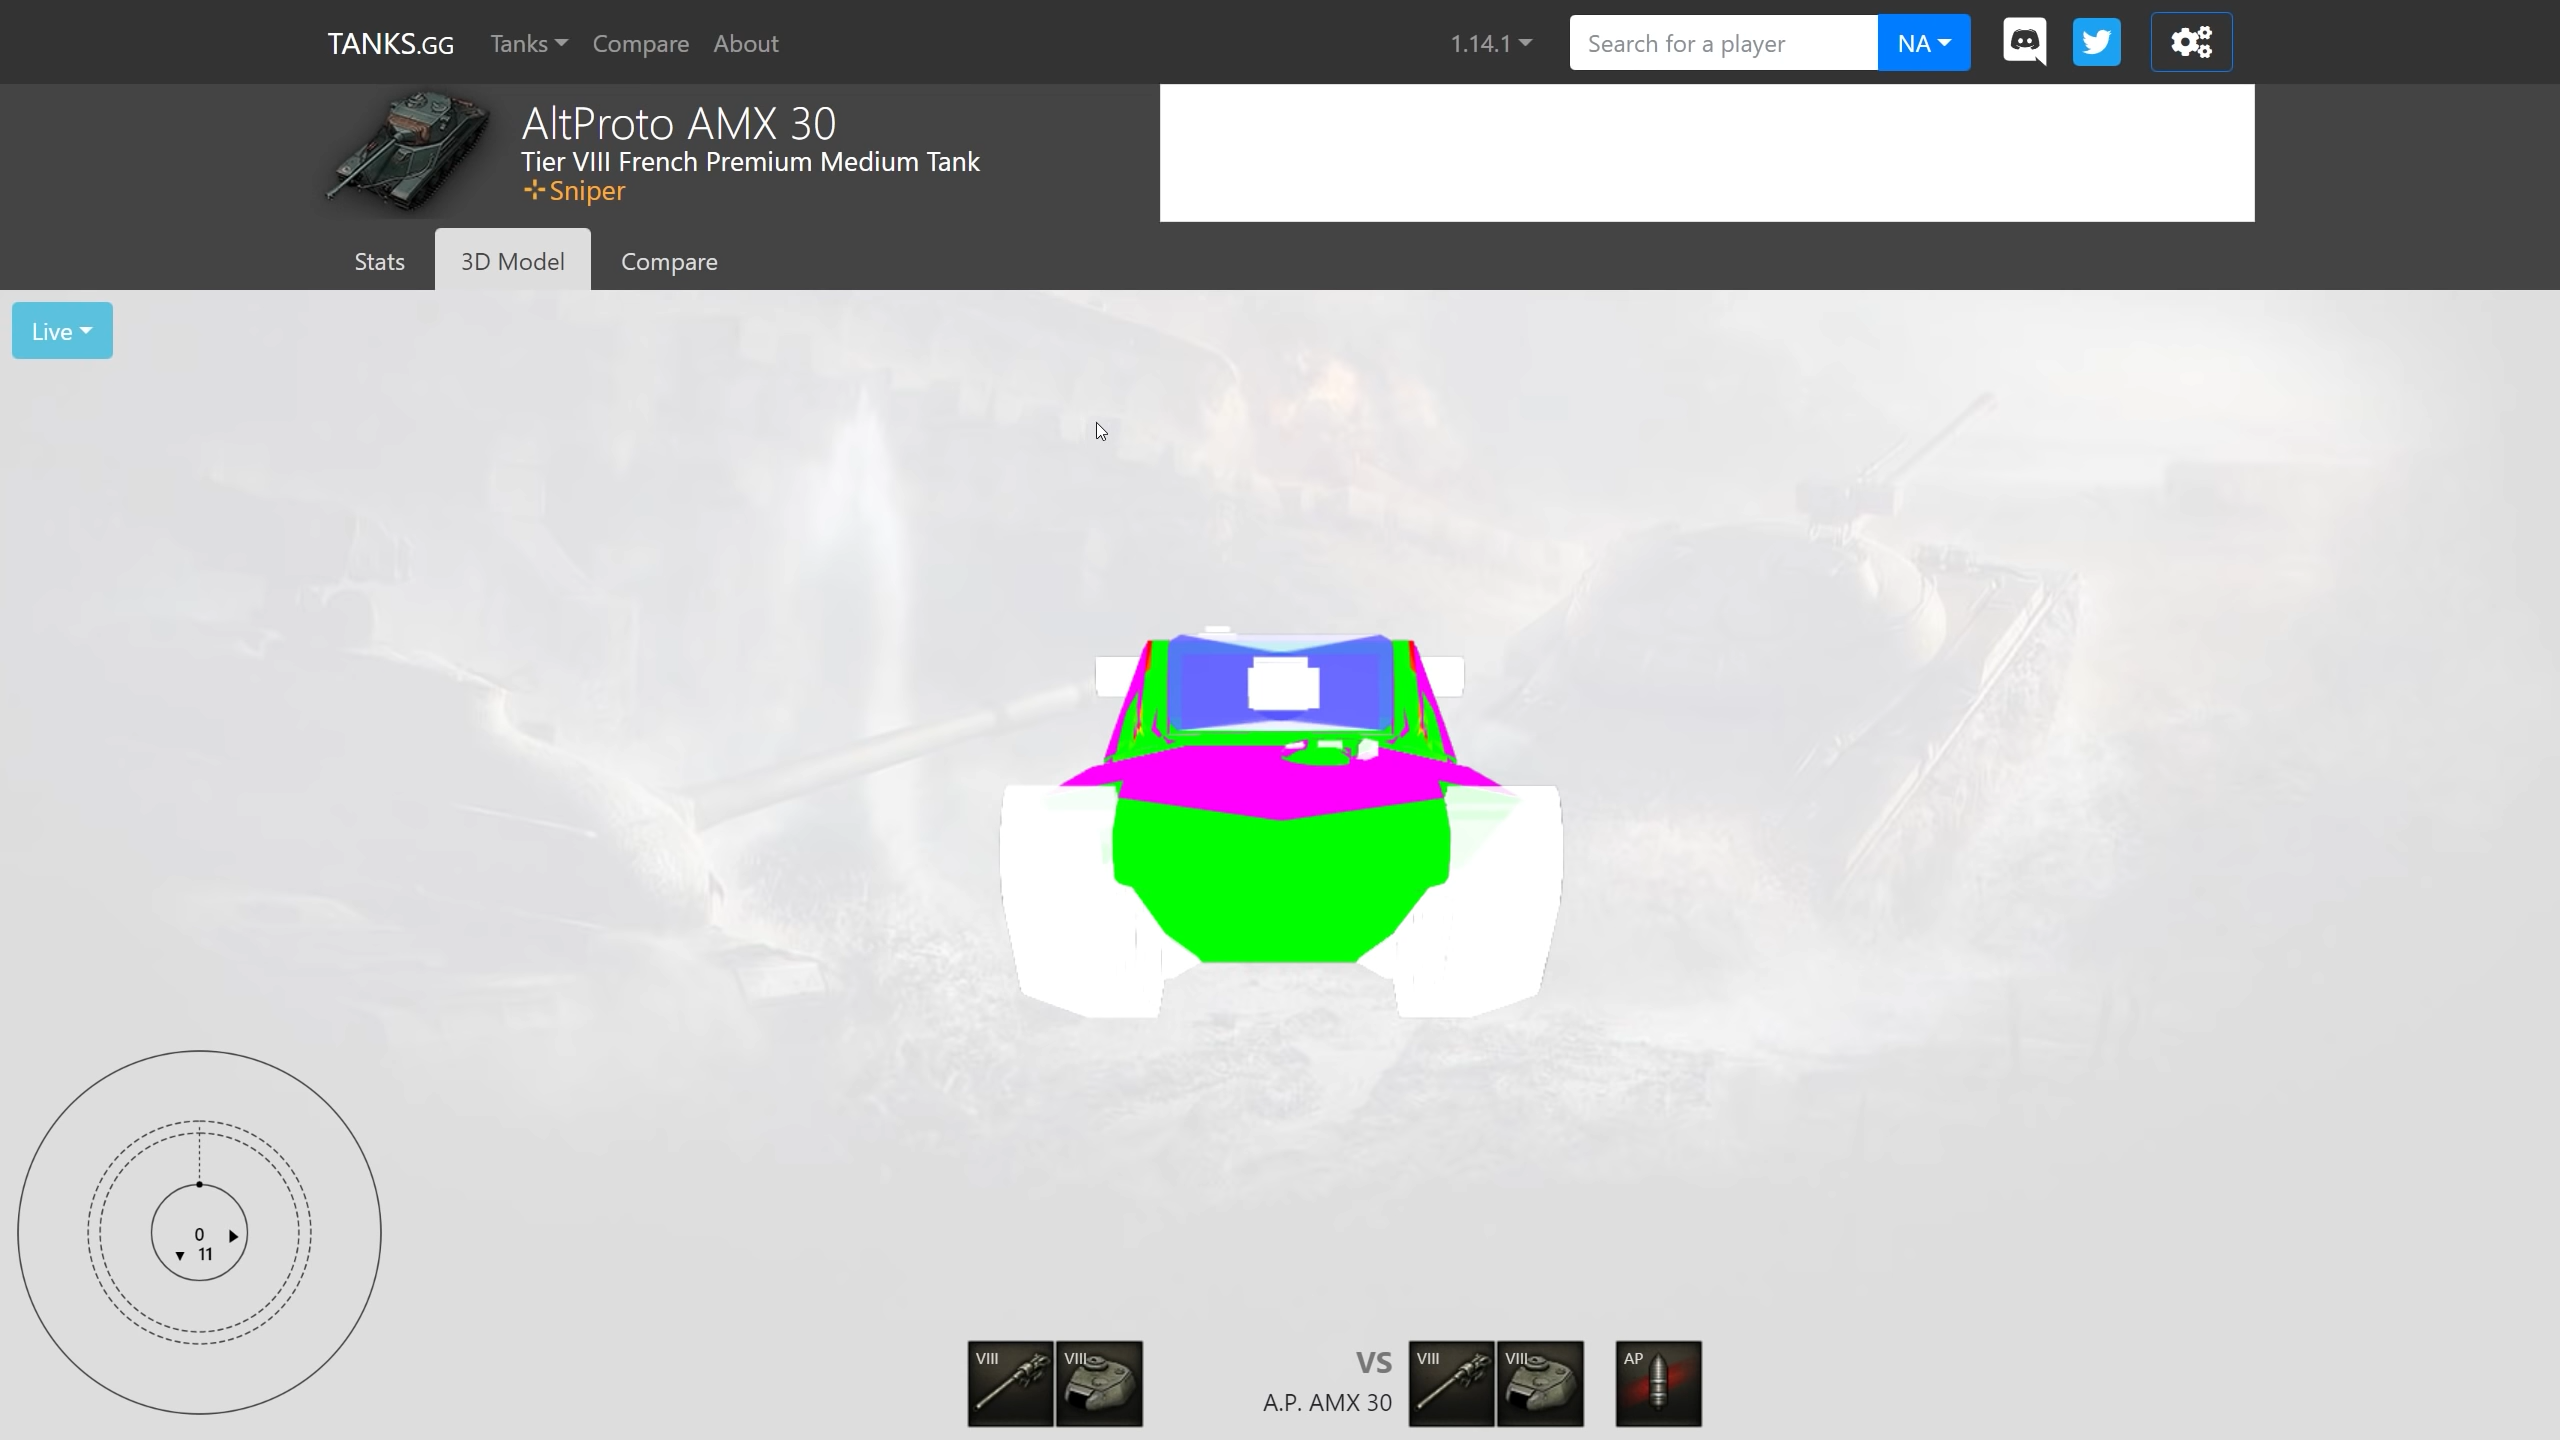 TANKS.GG Tanks Compare About 1.14.1 Search for a player NA
AltProto AMX 30
Tier VIII French Premium Medium Tank
Sniper
Stats 3D Model Compare
Live
0
11
VIII VIII VS VIII VIII AP
A.P. AMX 30